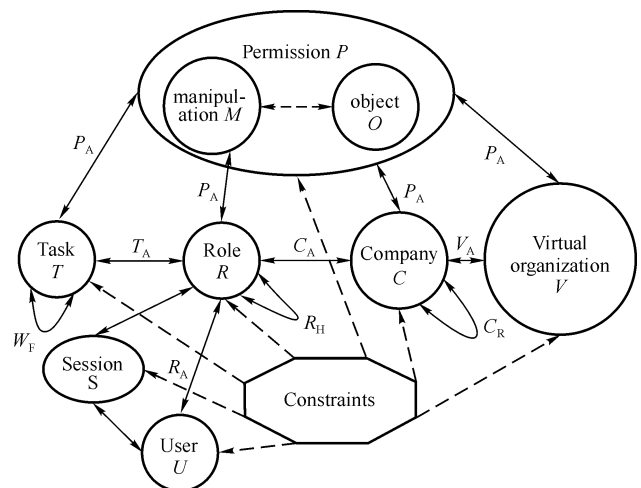 Permission P
manipul-
ation M
object
O
P_A
P_A
P_A
P_A
Task
T
T_A
Role
R
C_A
Company
C
V_A
Virtual
organization
V
W_F
R_H
C_R
Session
S
R_A
Constraints
User
U